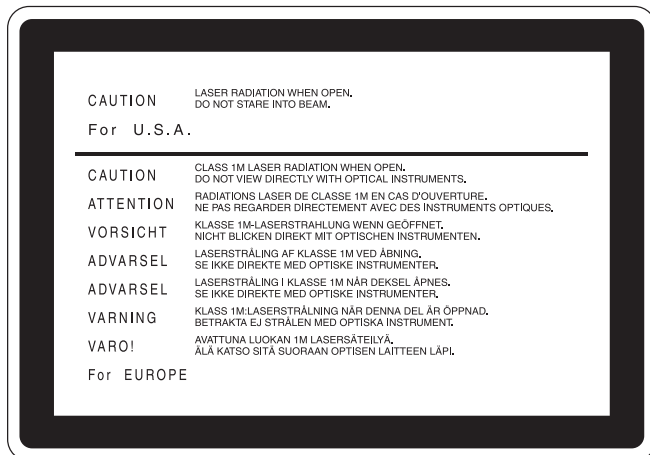 CAUTION LASER RADIATION WHEN OPEN.
DO NOT STARE INTO BEAM.
For U.S.A.
CAUTION CLASS 1M LASER RADIATION WHEN OPEN.
DO NOT VIEW DIRECTLY WITH OPTICAL INSTRUMENTS.
ATTENTION RADIATIONS LASER DE CLASSE 1M EN CAS D'OUVERTURE.
NE PAS REGARDER DIRECTEMENT AVEC DES INSTRUMENTS OPTIQUES.
VORSICHT KLASSE 1M-LASERSTRAHLUNG WENN GEÖFFNET.
NICHT BLICKEN DIREKT MIT OPTISCHEN INSTRUMENTEN.
ADVARSEL LASERSTRÅLING AF KLASSE 1M VED ÅBNING.
SE IKKE DIREKTE MED OPTISKE INSTRUMENTER.
ADVARSEL LASERSTRÅLING I KLASSE 1M NÅR DEKSEL ÅPNES.
SE IKKE DIREKTE MED OPTISKE INSTRUMENTER.
VARNING KLASS 1M:LASERSTRÅLNING NÄR DENNA DEL ÄR ÖPPNAD.
BETRAKTA EJ STRÅLEN MED OPTISKA INSTRUMENT.
VARO! AVATTUNA LUOKAN 1M LASERSÄTEILYÄ.
ÄLÄ KATSO SITÄ SUORAAN OPTISEN LAITTEEN LÄPI.
For EUROPE